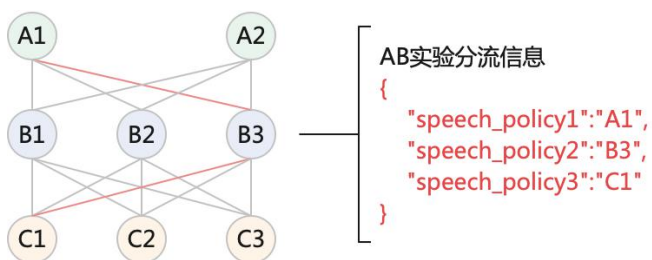 A1 A2
AB实验分流信息
{
"speech_policy1":"A1",
B1 B2 B3
"speech_policy2":"B3",
"speech_policy3":"C1"
}
C1 C2 C3